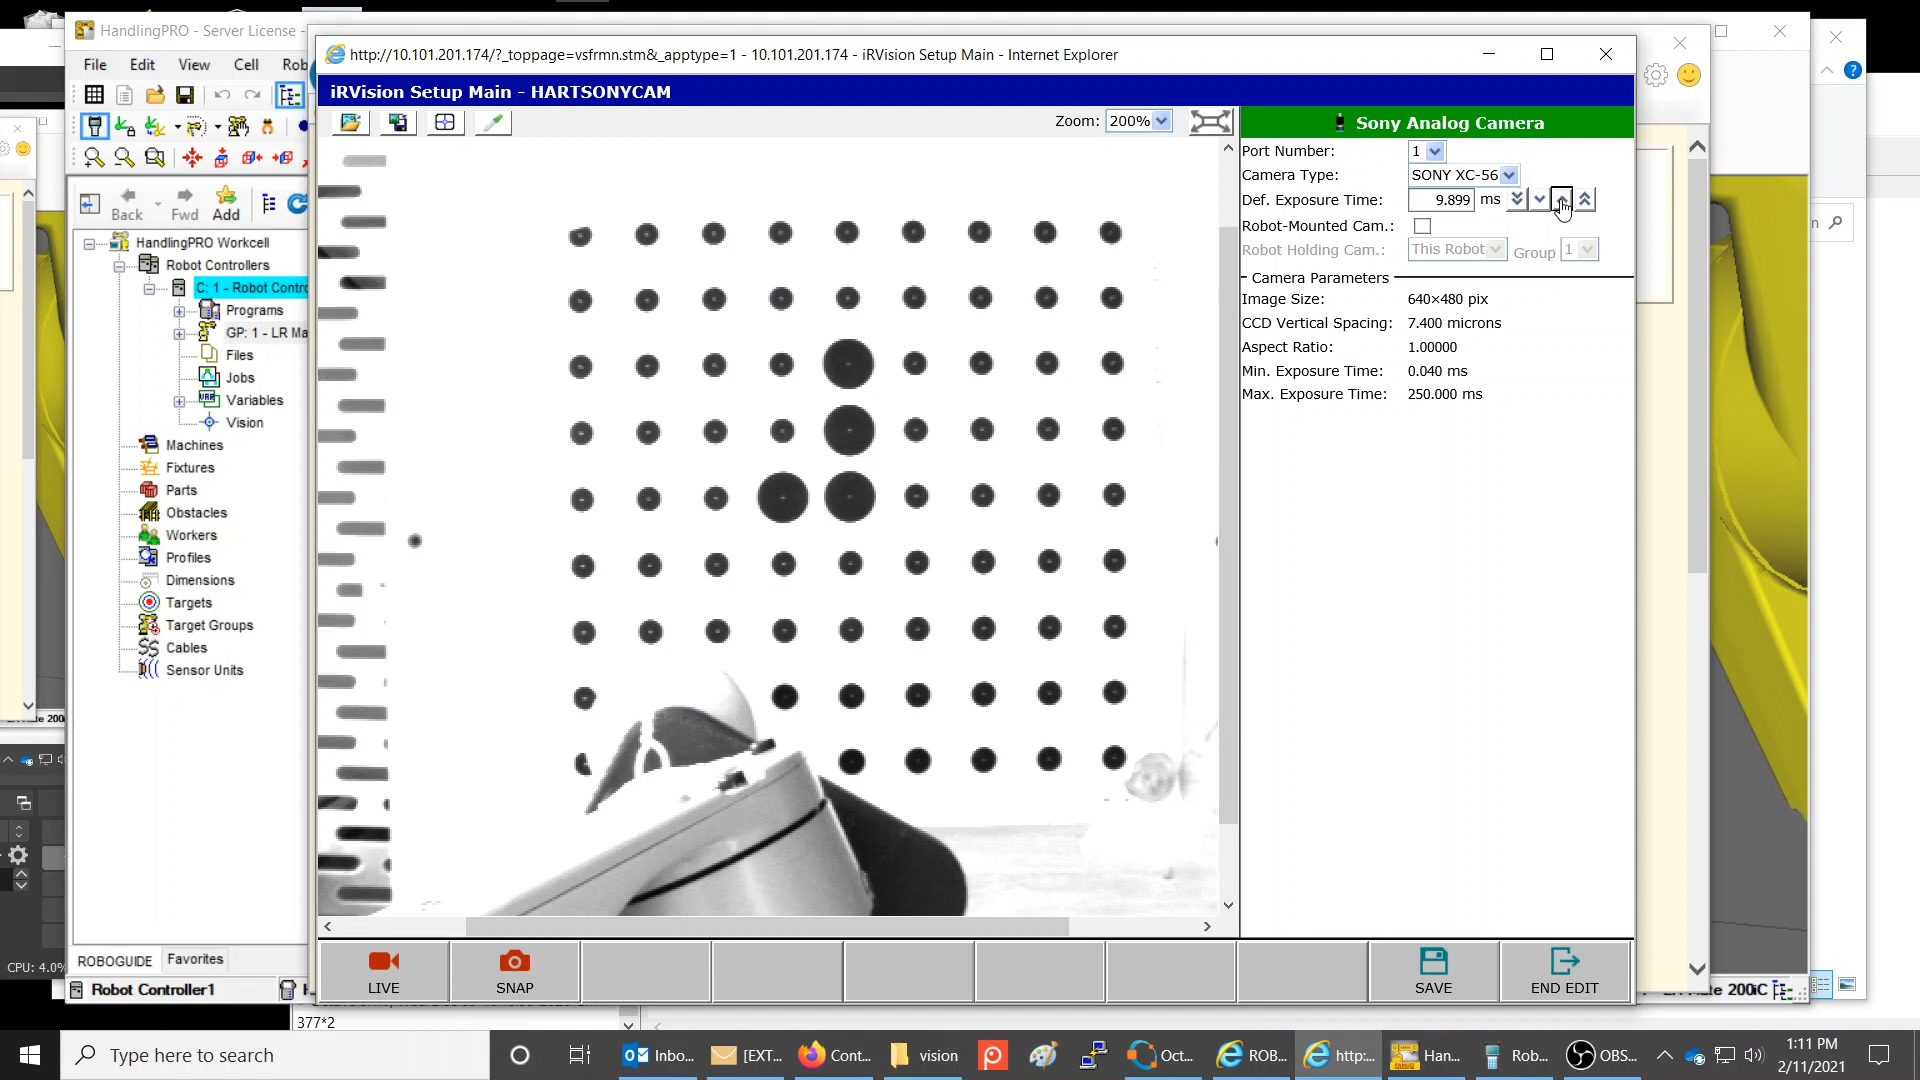 HandlingPRO - Server License -
File Edit View Cell Rob
Back Fwd Add
HandlingPRO Workcell
Robot Controllers
C: 1 - Robot Contro
Programs
GP: 1 - LR Ma
Files
Jobs
Variables
Vision
Machines
Fixtures
Parts
Obstacles
Workers
Profiles
Dimensions
Targets
Target Groups
Cables
Sensor Units
ROBOGUIDE Favorites
Robot Controller1
CPU: 4.0%
http://10.101.201.174/?_toppage=vsfrmn.stm&_apptype=1 - 10.101.201.174 - iRVision Setup Main - Internet Explorer
iRVision Setup Main - HARTSONYCAM
Zoom: 200%
Sony Analog Camera
Port Number: 1
Camera Type: SONY XC-56
Def. Exposure Time: 9.899 ms
Robot-Mounted Cam.:
Robot Holding Cam.: This Robot Group 1
Camera Parameters
Image Size: 640×480 pix
CCD Vertical Spacing: 7.400 microns
Aspect Ratio: 1.00000
Min. Exposure Time: 0.040 ms
Max. Exposure Time: 250.000 ms
LIVE SNAP SAVE END EDIT
Mate 200iC
377*2
Type here to search
Inbo... [EXT... Cont... vision Oct... ROB... http:... Han... Rob... OBS...
1:11 PM
2/11/2021